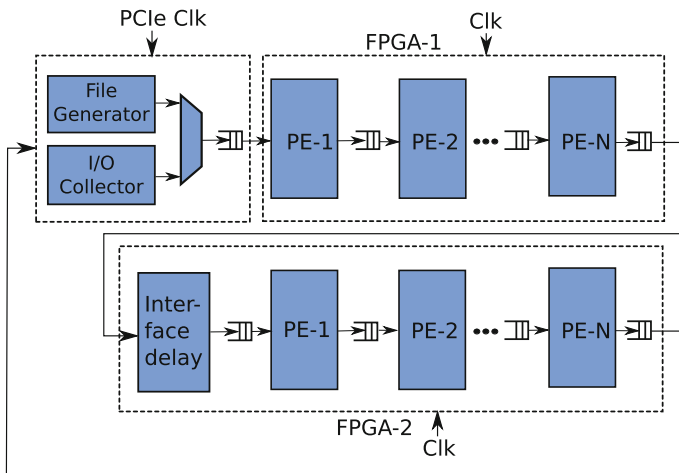 PCIe Clk
Clk
FPGA-1
File
Generator
I/O
Collector
PE-1
PE-2
PE-N
Inter-
face
delay
PE-1
PE-2
PE-N
FPGA-2
Clk